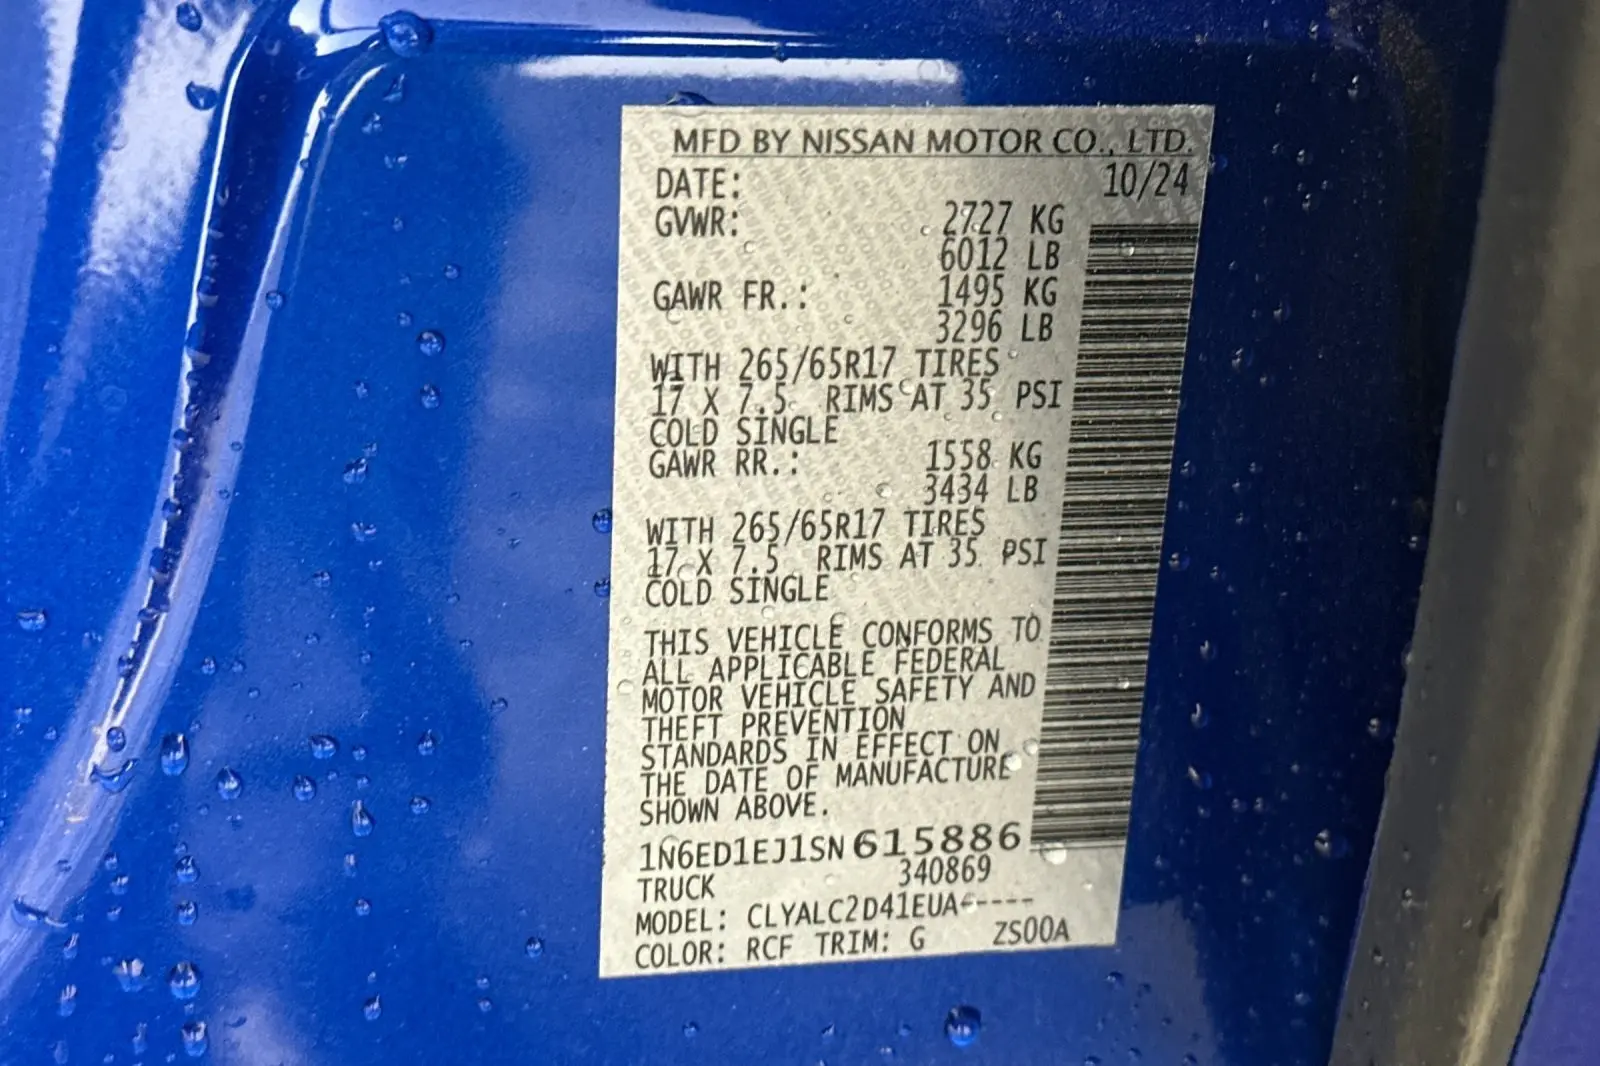 MFD BY NISSAN MOTOR CO., LTD.
DATE: 10/24
GVWR: 2727 KG
6012 LB
GAWR FR.: 1495 KG
3296 LB
WITH 265/65R17 TIRES
17 X 7.5 RIMS AT 35 PSI
COLD SINGLE
GAWR RR.: 1558 KG
3434 LB
WITH 265/65R17 TIRES
17 X 7.5 RIMS AT 35 PSI
COLD SINGLE
THIS VEHICLE CONFORMS TO
ALL APPLICABLE FEDERAL
MOTOR VEHICLE SAFETY AND
THEFT PREVENTION
STANDARDS IN EFFECT ON
THE DATE OF MANUFACTURE
SHOWN ABOVE.
1N6ED1EJ1SN615886
TRUCK 340869
MODEL: CLYALC2D41EUA-----
COLOR: RCF TRIM: G ZS00A